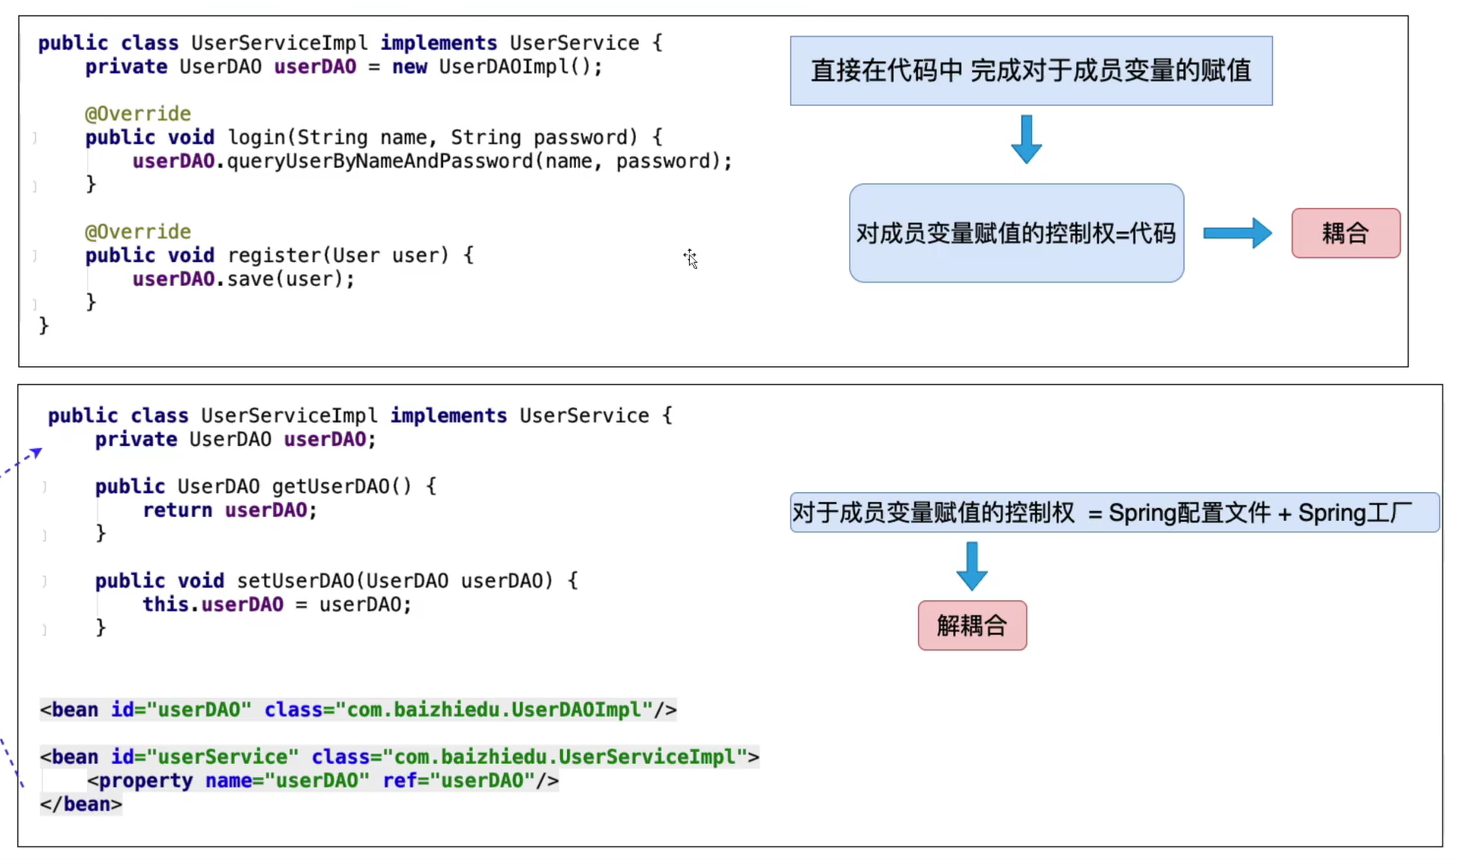 public class UserServiceImpl implements UserService {
    private UserDAO userDAO = new UserDAOImpl();

    @Override
    public void login(String name, String password) {
        userDAO.queryUserByNameAndPassword(name, password);
    }

    @Override
    public void register(User user) {
        userDAO.save(user);
    }
}
直接在代码中 完成对于成员变量的赋值
对成员变量赋值的控制权=代码
耦合
public class UserServiceImpl implements UserService {
    private UserDAO userDAO;

    public UserDAO getUserDAO() {
        return userDAO;
    }

    public void setUserDAO(UserDAO userDAO) {
        this.userDAO = userDAO;
    }

<bean id="userDAO" class="com.baizhiedu.UserDAOImpl"/>

<bean id="userService" class="com.baizhiedu.UserServiceImpl">
    <property name="userDAO" ref="userDAO"/>
</bean>
对于成员变量赋值的控制权 = Spring配置文件 + Spring工厂
解耦合